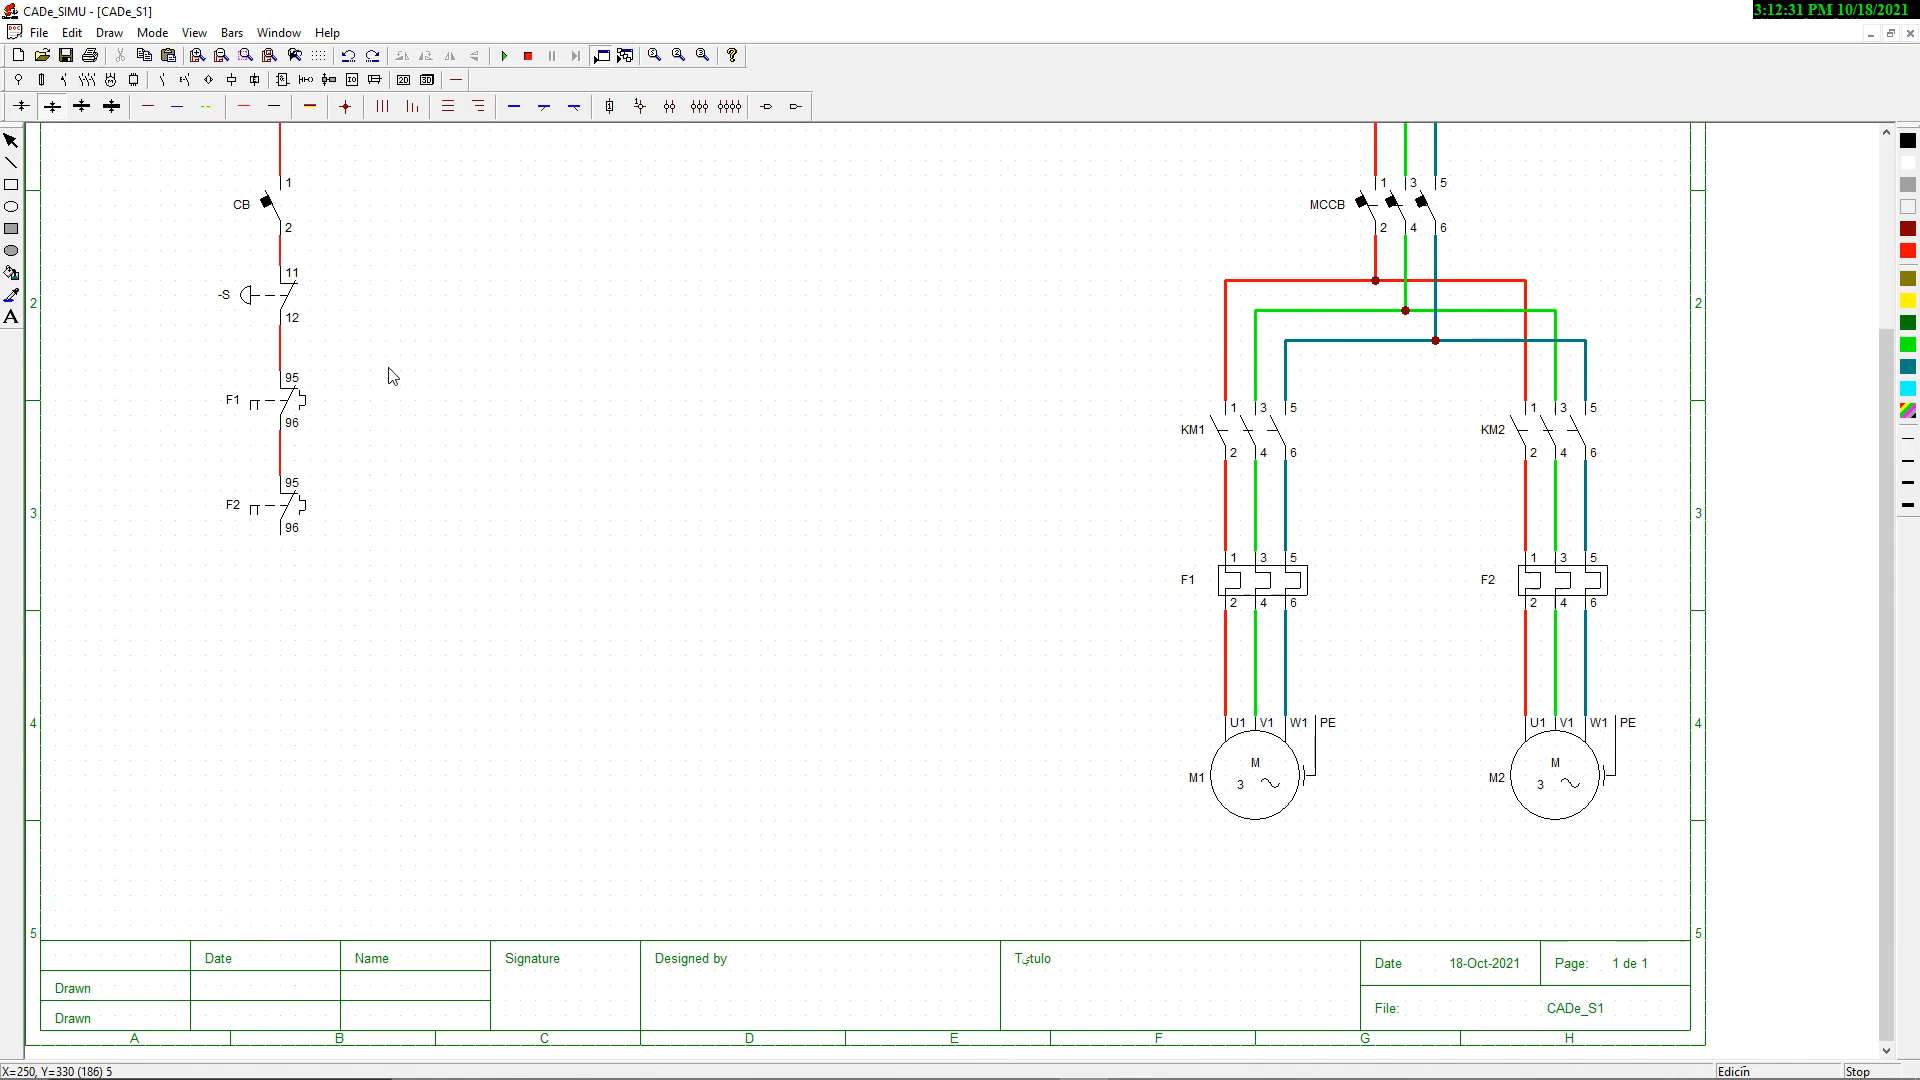 CADe_SIMU - [CADe_S1]
3:12:31 PM 10/18/2021
File Edit Draw Mode View Bars Window Help
1
CB
2
11
-S
12
95
F1
96
95
F2
96
1 3 5
MCCB
2 4 6
1 3 5
KM1
2 4 6
1 3 5
KM2
2 4 6
1 3 5
F1
2 4 6
1 3 5
F2
2 4 6
U1 V1 W1 PE
M
M1
3
U1 V1 W1 PE
M
M2
3
2 2
3 3
4 4
5 5
Date Name Signature Designed by Tيtulo
Date 18-Oct-2021 Page: 1 de 1
Drawn
File: CADe_S1
Drawn
A B C D E F G H
X=250, Y=330 (186) 5
Edicin Stop